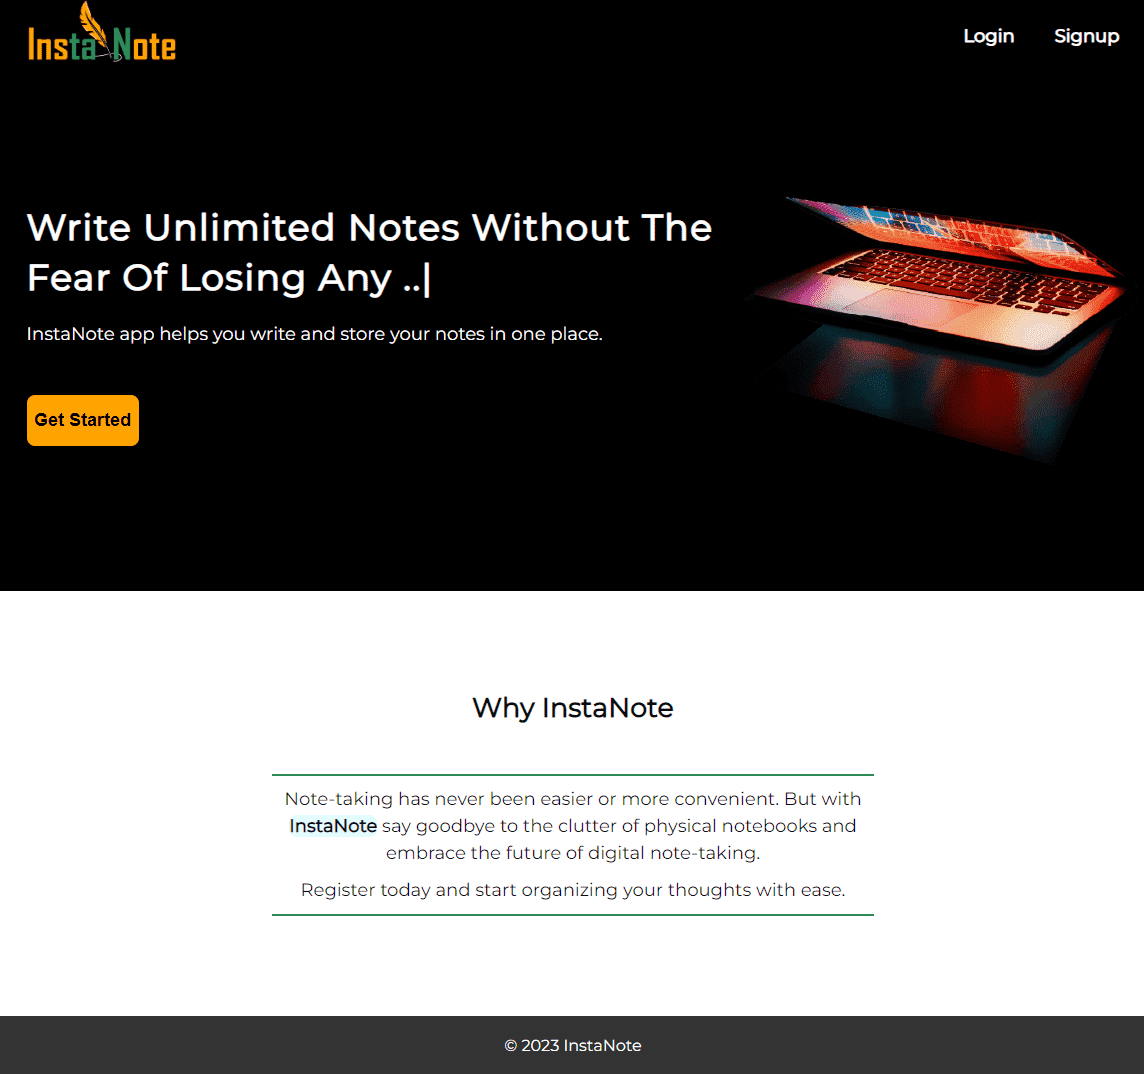 Insta Note
Login
Signup
Write Unlimited Notes Without The
Fear Of Losing Any ..|
InstaNote app helps you write and store your notes in one place.
Get Started
Why InstaNote
Note-taking has never been easier or more convenient. But with
InstaNote say goodbye to the clutter of physical notebooks and
embrace the future of digital note-taking.
Register today and start organizing your thoughts with ease.
© 2023 InstaNote